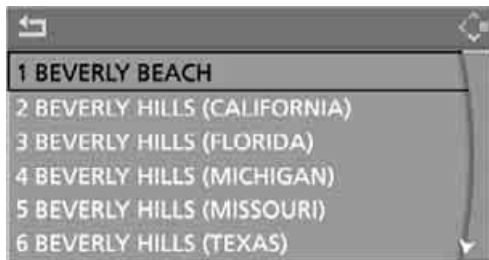 1 BEVERLY BEACH
2 BEVERLY HILLS (CALIFORNIA)
3 BEVERLY HILLS (FLORIDA)
4 BEVERLY HILLS (MICHIGAN)
5 BEVERLY HILLS (MISSOURI)
6 BEVERLY HILLS (TEXAS)